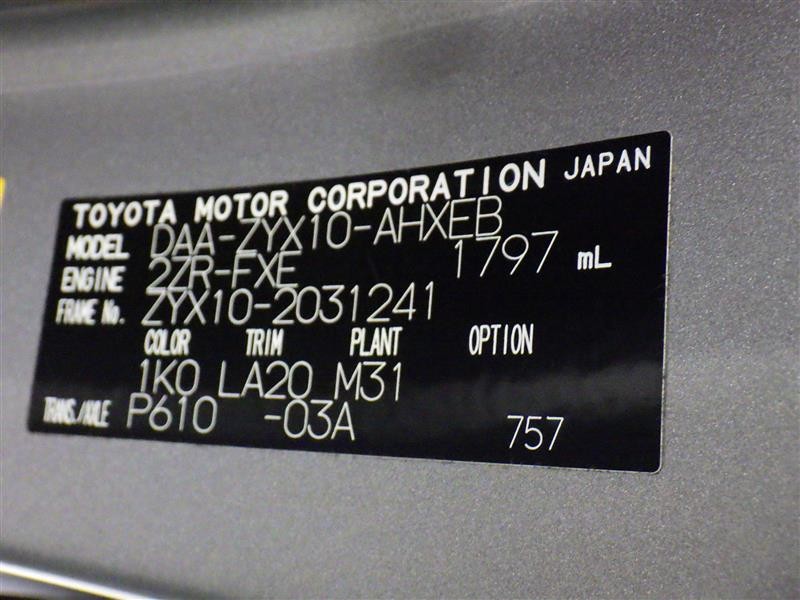 TOYOTA MOTOR CORPORATION JAPAN
MODEL DAA-ZYX10-AHXEB
ENGINE 2ZR-FXE 1797 mL
FRAME No. ZYX10-2031241
COLOR TRIM PLANT OPTION
1K0 LA20 M31
TRANS./AXLE P610 -03A 757